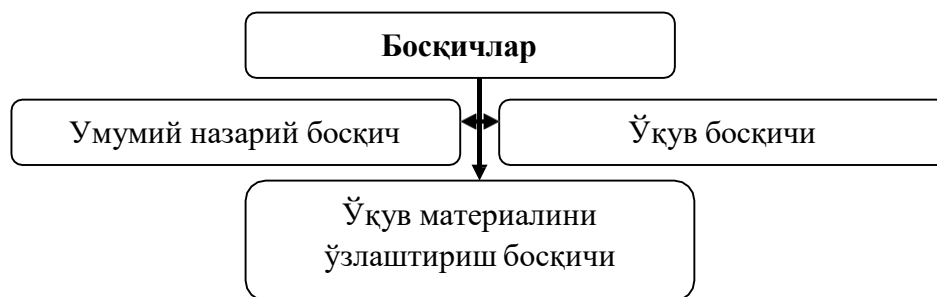 Босқичлар
Умумий назарий босқич
Ўқув босқичи
Ўқув материалини
ўзлаштириш босқичи